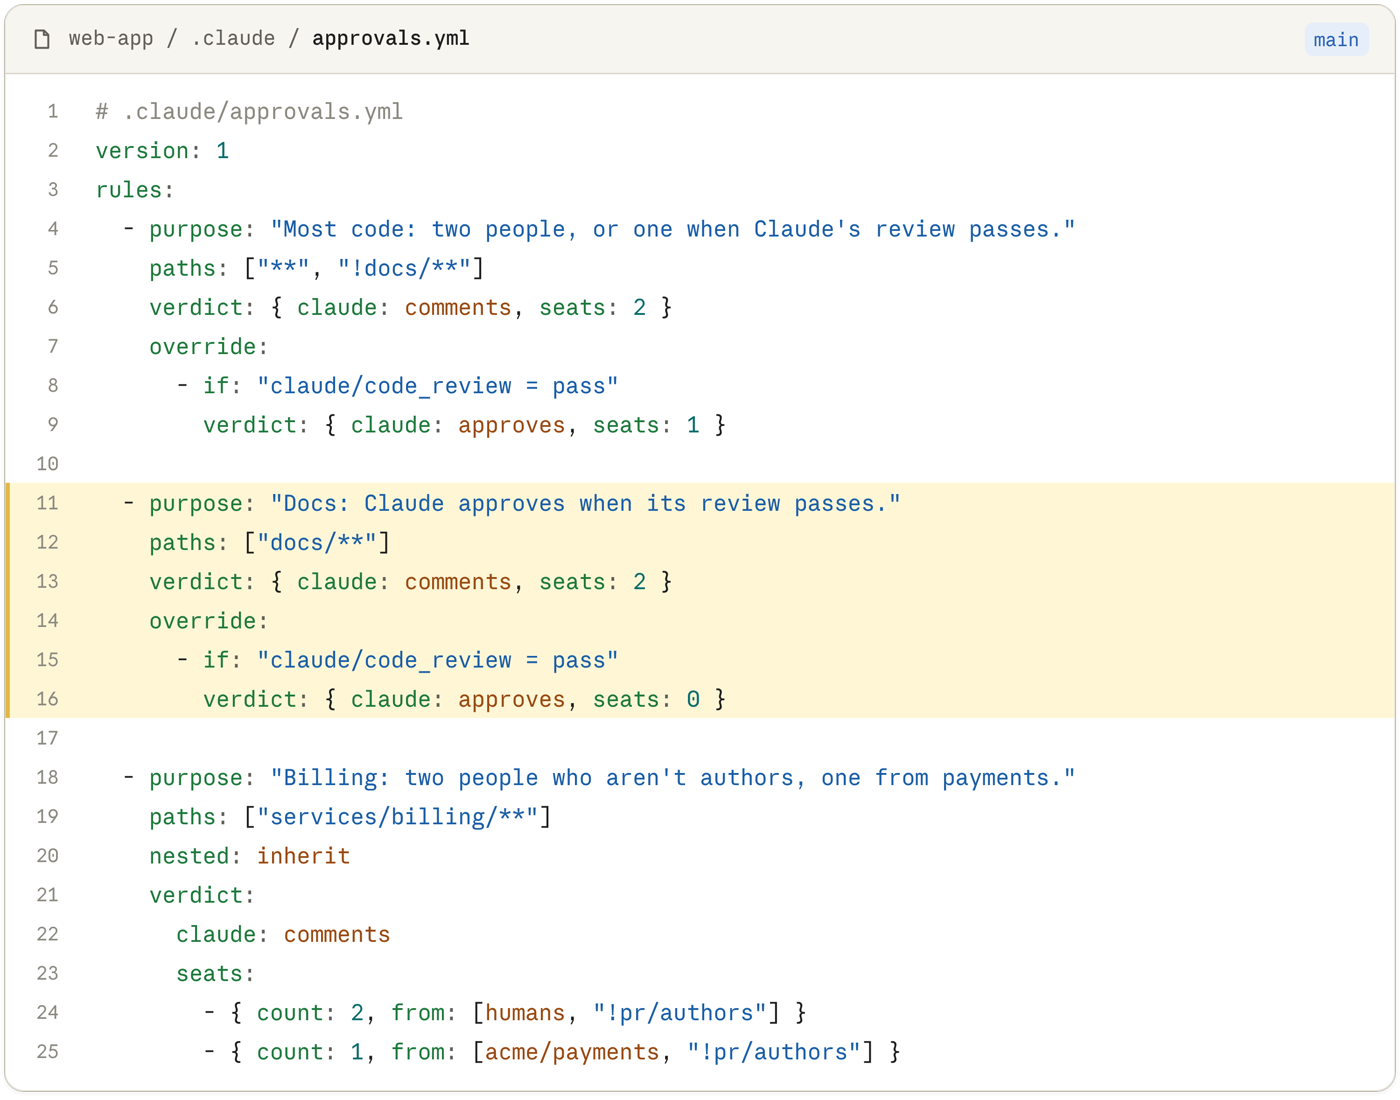 web-app / .claude / approvals.yml
main
1 # .claude/approvals.yml
2 version: 1
3 rules:
4   - purpose: "Most code: two people, or one when Claude's review passes."
5     paths: ["**", "!docs/**"]
6     verdict: { claude: comments, seats: 2 }
7     override:
8       - if: "claude/code_review = pass"
9         verdict: { claude: approves, seats: 1 }
10
11   - purpose: "Docs: Claude approves when its review passes."
12     paths: ["docs/**"]
13     verdict: { claude: comments, seats: 2 }
14     override:
15       - if: "claude/code_review = pass"
16         verdict: { claude: approves, seats: 0 }
17
18   - purpose: "Billing: two people who aren't authors, one from payments."
19     paths: ["services/billing/**"]
20     nested: inherit
21     verdict:
22       claude: comments
23       seats:
24         - { count: 2, from: [humans, "!pr/authors"] }
25         - { count: 1, from: [acme/payments, "!pr/authors"] }